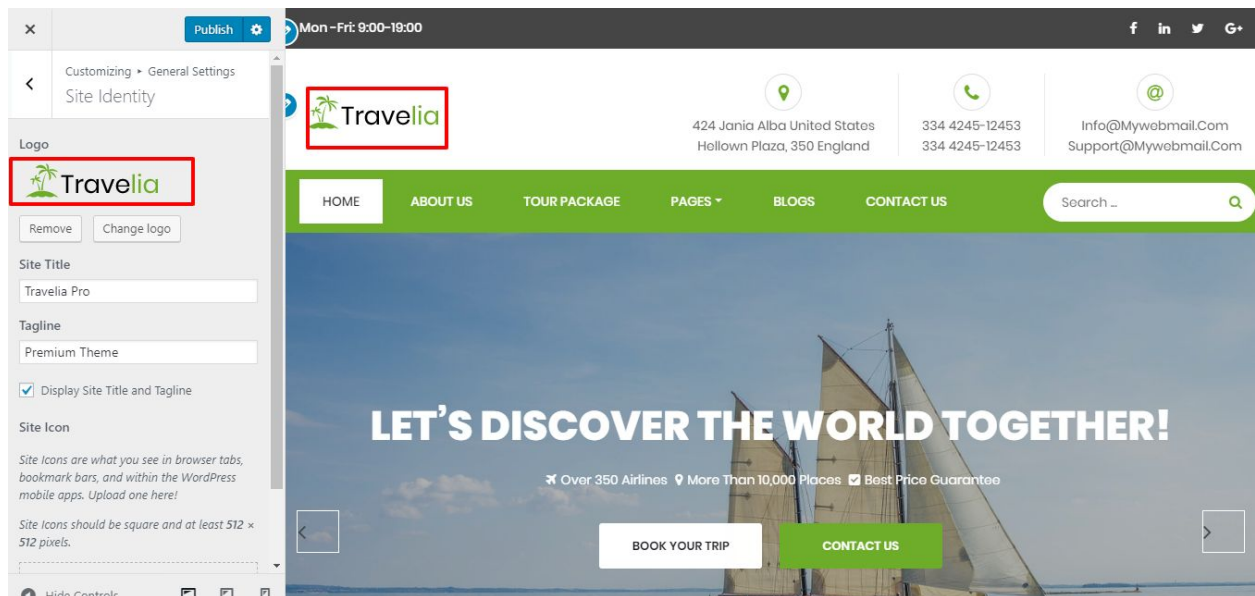 Publish
Customizing ▸ General Settings
Site Identity
Logo
Travelia
Remove
Change logo
Site Title
Travelia Pro
Tagline
Premium Theme
Display Site Title and Tagline
Site Icon
Site Icons are what you see in browser tabs,
bookmark bars, and within the WordPress
mobile apps. Upload one here!
Site Icons should be square and at least 512 ×
512 pixels.
Hide Controls
Mon -Fri: 9:00-19:00
Travelia
424 Jania Alba United States
Hellown Plaza, 350 England
334 4245-12453
334 4245-12453
Info@Mywebmail.Com
Support@Mywebmail.Com
HOME ABOUT US TOUR PACKAGE PAGES BLOGS CONTACT US
Search ...
LET'S DISCOVER THE WORLD TOGETHER!
Over 350 Airlines More Than 10,000 Places Best Price Guarantee
BOOK YOUR TRIP
CONTACT US